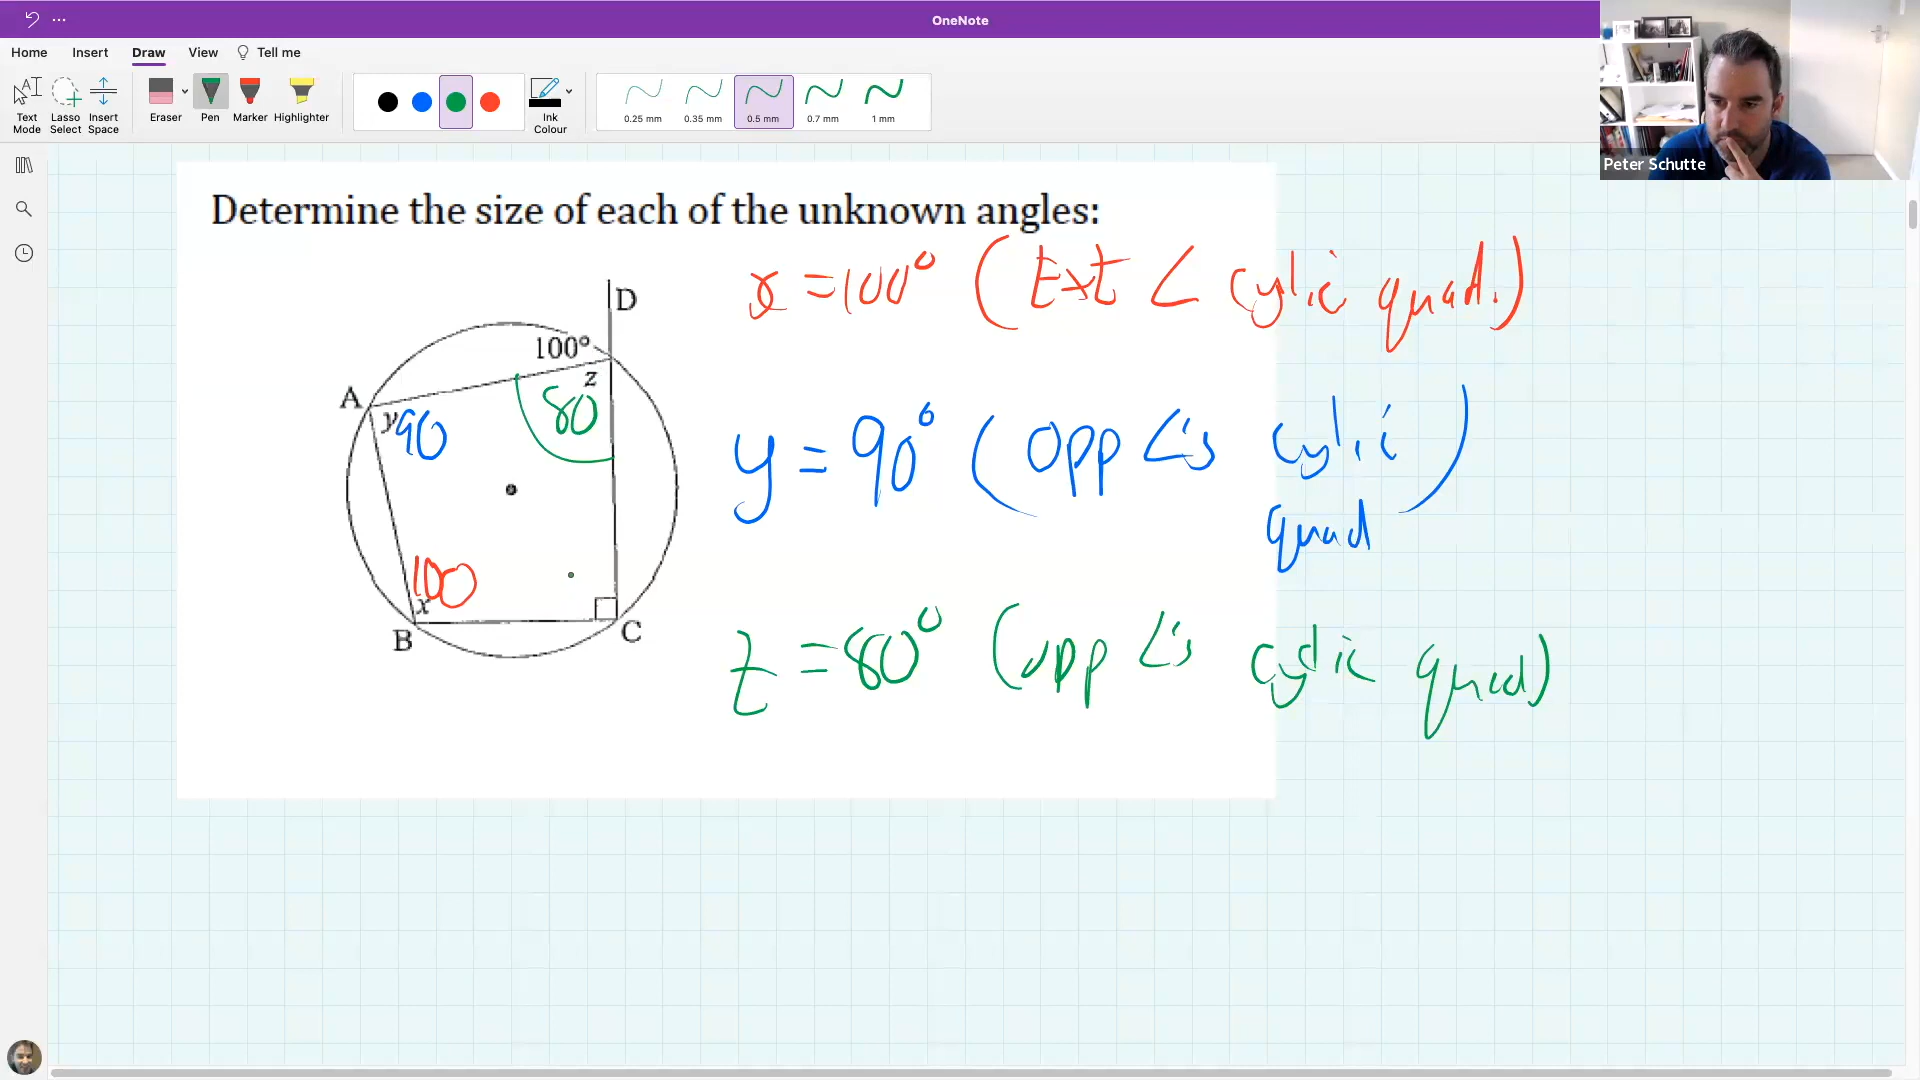 OneNote
Home Insert Draw View Tell me
Text Mode
Lasso Select
Insert Space
Eraser
Pen
Marker
Highlighter
Ink Colour
0.25 mm
0.35 mm
0.5 mm
0.7 mm
1 mm
Peter Schutte
Determine the size of each of the unknown angles:
D
100°
z
80
A
y
90
100
x
B
C
x = 100° (Ext < cylic quad.)
y = 90° (opp <'s cylic
quad)
z = 80° (opp <'s cyclic quad)